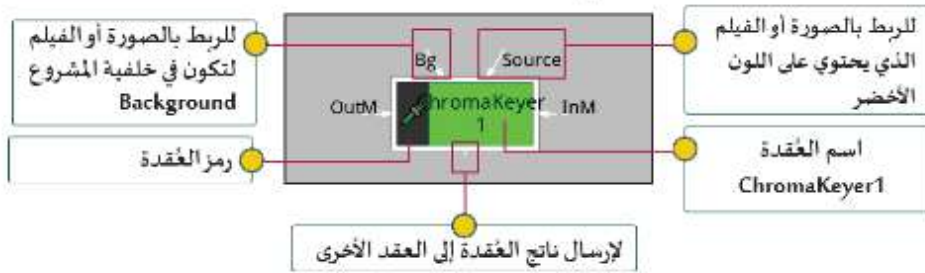 للربط بالصورة أو الفيلم
الذي يحتوي على اللون
الأخضر
للربط بالصورة أو الفيلم
لتكون في خلفية المشروع
Background
Bg
Source
OutM
ChromaKeyer
1
InM
اسم العُقدة
ChromaKeyer1
رمز العُقدة
لإرسال ناتج العُقدة إلى العقد الأخرى